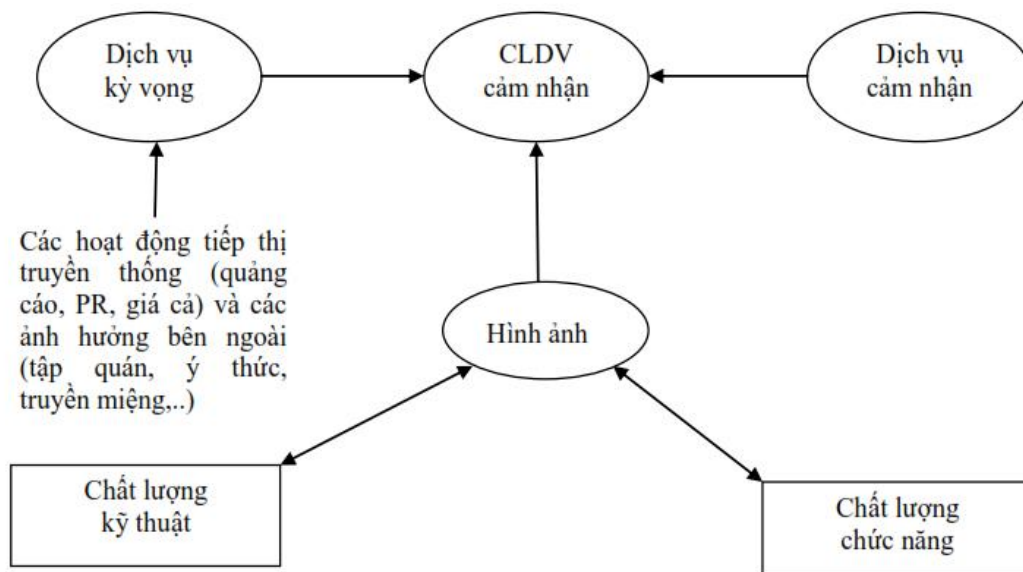 Dịch vụ
kỳ vọng
CLDV
cảm nhận
Dịch vụ
cảm nhận
Các hoạt động tiếp thị
truyền thống (quảng
cáo, PR, giá cả) và các
ảnh hưởng bên ngoài
(tập quán, ý thức,
truyền miệng,..)
Hình ảnh
Chất lượng
kỹ thuật
Chất lượng
chức năng